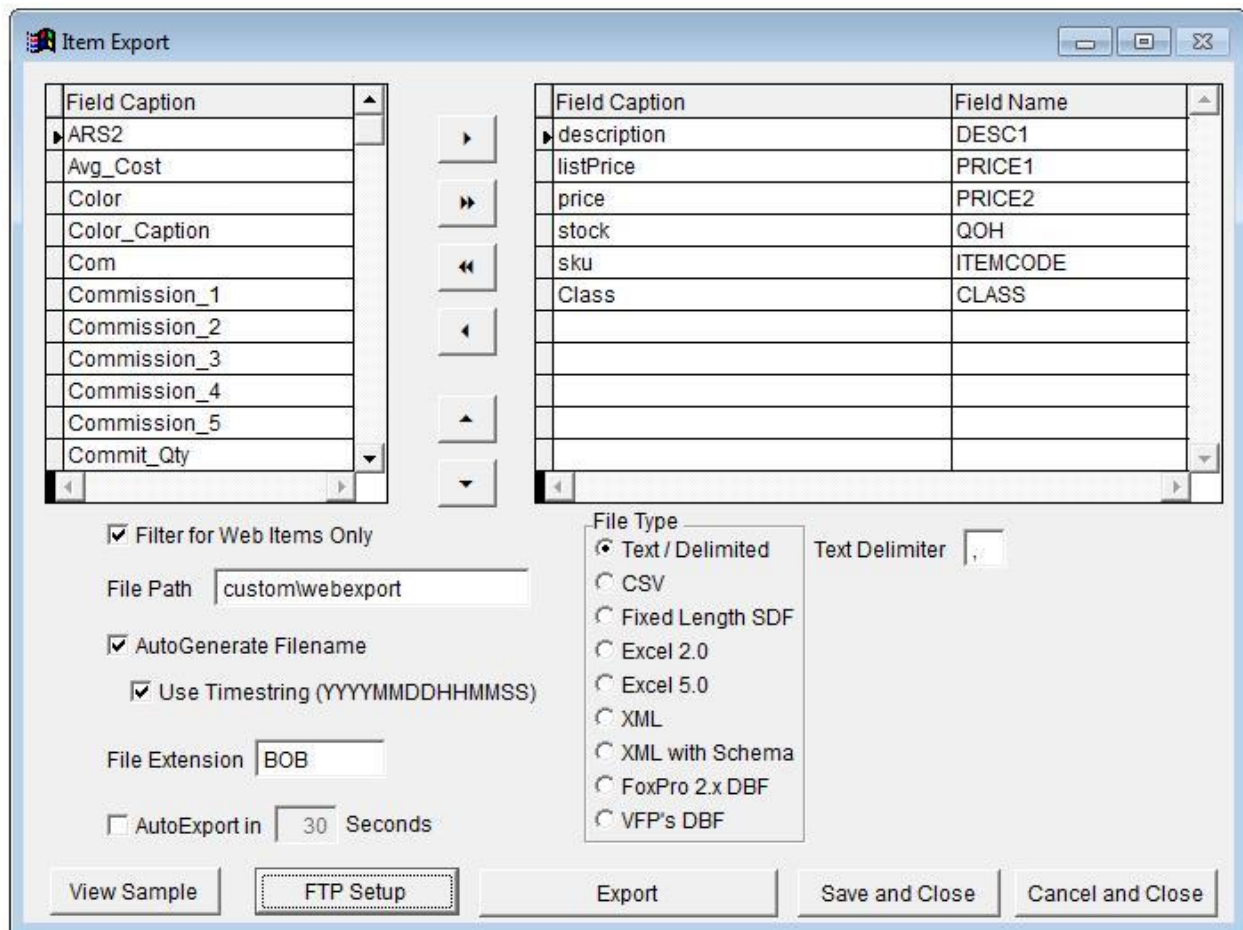 Item Export
Field Caption
ARS2
Avg_Cost
Color
Color_Caption
Com
Commission_1
Commission_2
Commission_3
Commission_4
Commission_5
Commit_Qty
Field Caption Field Name
description DESC1
listPrice PRICE1
price PRICE2
stock QOH
sku ITEMCODE
Class CLASS
Filter for Web Items Only
File Path custom\webexport
AutoGenerate Filename
Use Timestring (YYYYMMDDHHMMSS)
File Extension BOB
AutoExport in 30 Seconds
File Type
Text / Delimited
CSV
Fixed Length SDF
Excel 2.0
Excel 5.0
XML
XML with Schema
FoxPro 2.x DBF
VFP's DBF
Text Delimiter ,
View Sample FTP Setup Export Save and Close Cancel and Close